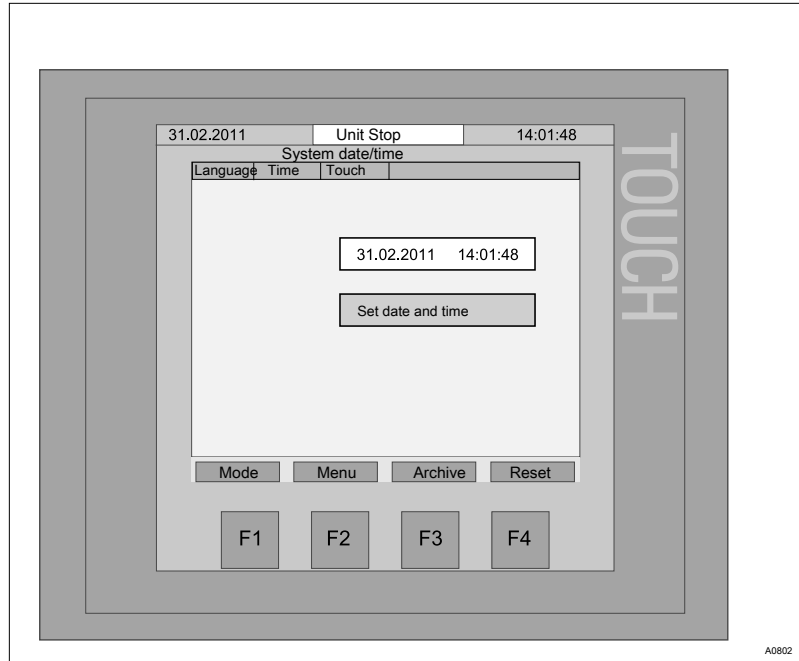 31.02.2011 Unit Stop 14:01:48
System date/time
Language Time Touch
31.02.2011 14:01:48
Set date and time
Mode Menu Archive Reset
F1 F2 F3 F4
TOUCH
A0802